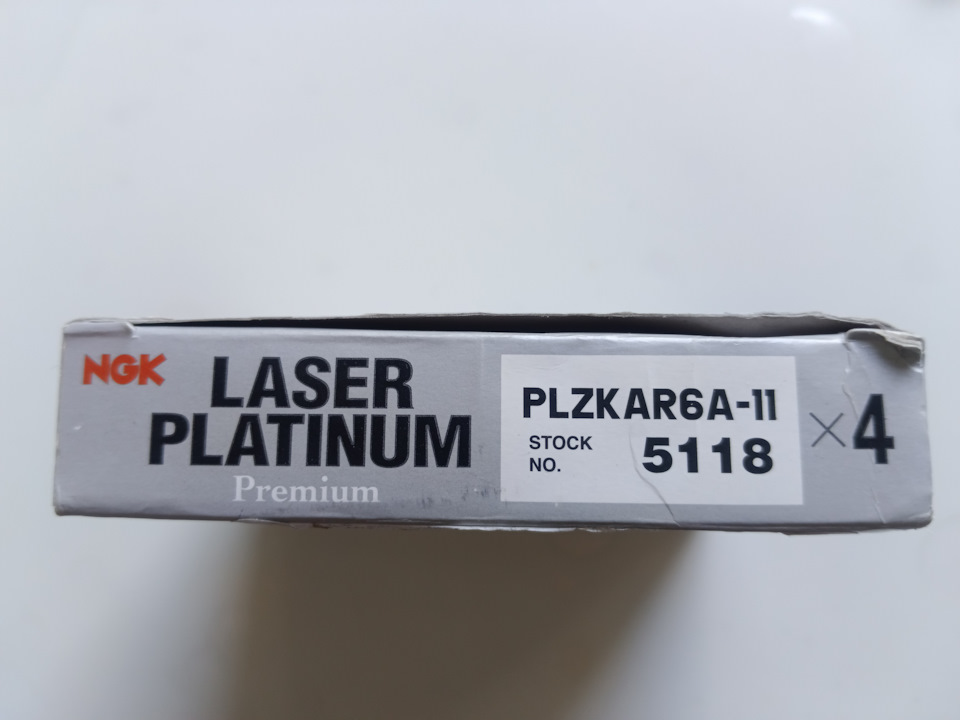 NGK
LASER
PLATINUM
Premium
PLZKAR6A-11
STOCK
NO. 5118
×4